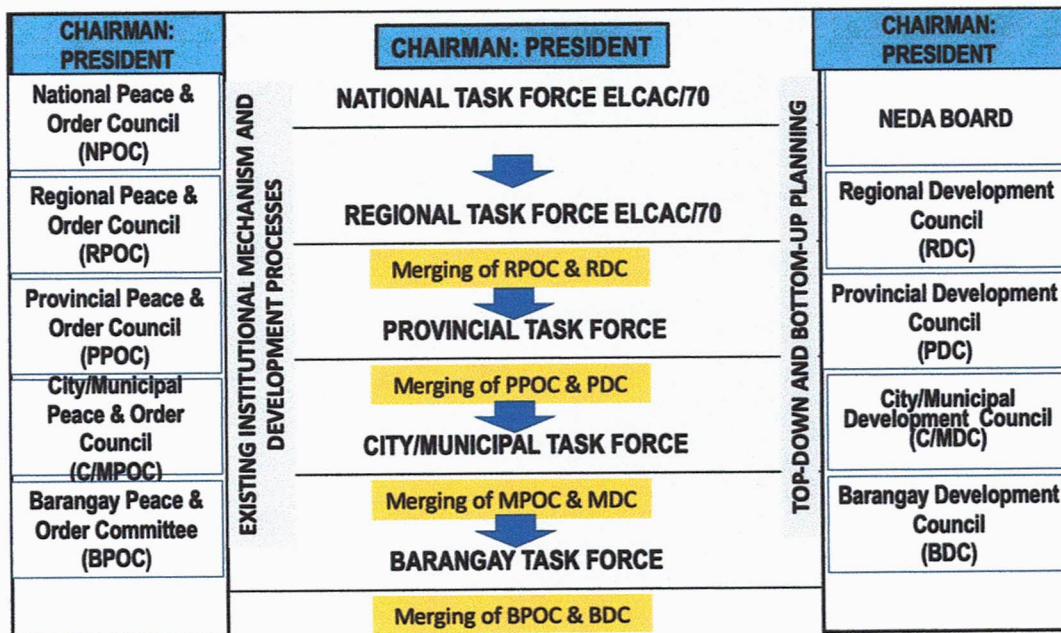 CHAIRMAN:
PRESIDENT
National Peace &
Order Council
(NPOC)
Regional Peace &
Order Council
(RPOC)
Provincial Peace &
Order Council
(PPOC)
City/Municipal
Peace & Order
Council
(C/MPOC)
Barangay Peace &
Order Committee
(BPOC)
EXISTING INSTITUTIONAL MECHANISM AND
DEVELOPMENT PROCESSES
CHAIRMAN: PRESIDENT
NATIONAL TASK FORCE ELCAC/70
REGIONAL TASK FORCE ELCAC/70
Merging of RPOC & RDC
PROVINCIAL TASK FORCE
Merging of PPOC & PDC
CITY/MUNICIPAL TASK FORCE
Merging of MPOC & MDC
BARANGAY TASK FORCE
Merging of BPOC & BDC
TOP-DOWN AND BOTTOM-UP PLANNING
CHAIRMAN:
PRESIDENT
NEDA BOARD
Regional Development
Council
(RDC)
Provincial Development
Council
(PDC)
City/Municipal
Development Council
(C/MDC)
Barangay Development
Council
(BDC)